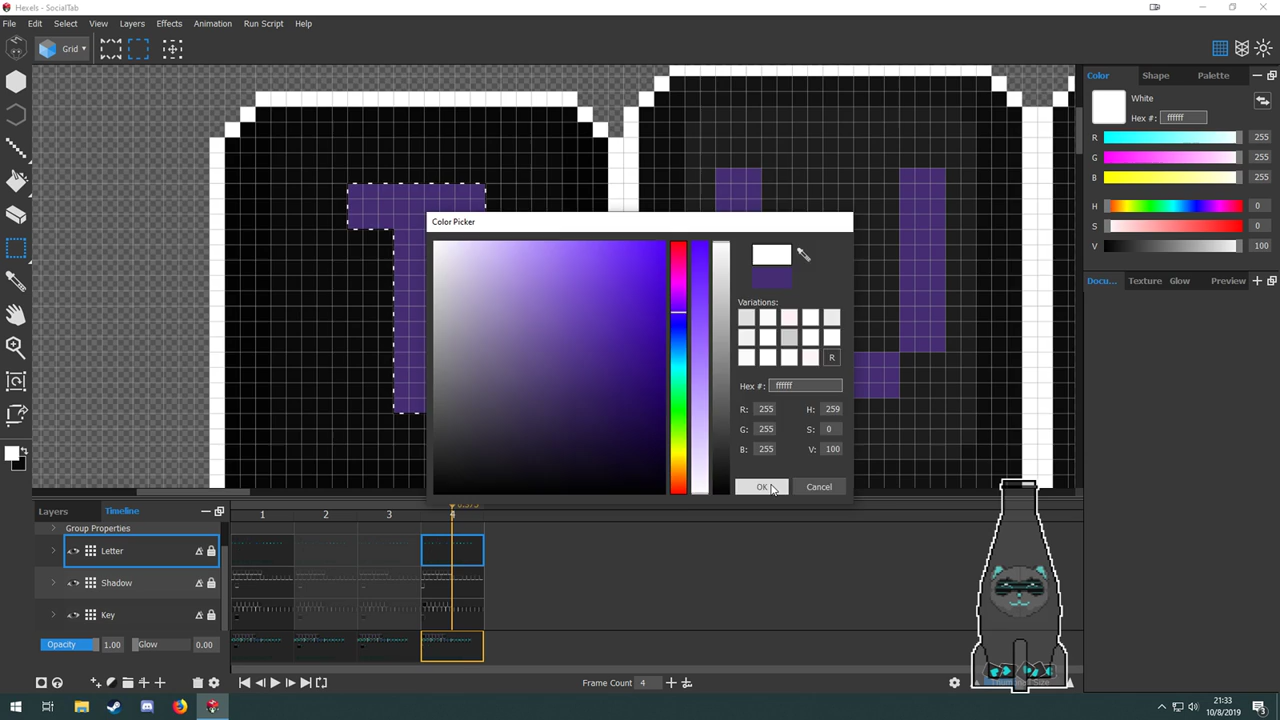 Hexels - SocialTab
File Edit Select View Layers Effects Animation Run Script Help
Grid
Color Shape Palette
White
Hex #: ffffff
R 255
G 255
B 255
H 0
S 0
V 100
Docu... Texture Glow Preview
Color Picker
Variations:
R
Hex #: ffffff
R: 255 H: 259
G: 255 S: 0
B: 255 V: 100
OK Cancel
Layers Timeline
1 2 3 4
Group Properties
Letter
Shadow
Key
Opacity 1.00 Glow 0.00
Frame Count 4
21:33
10/8/2019
3